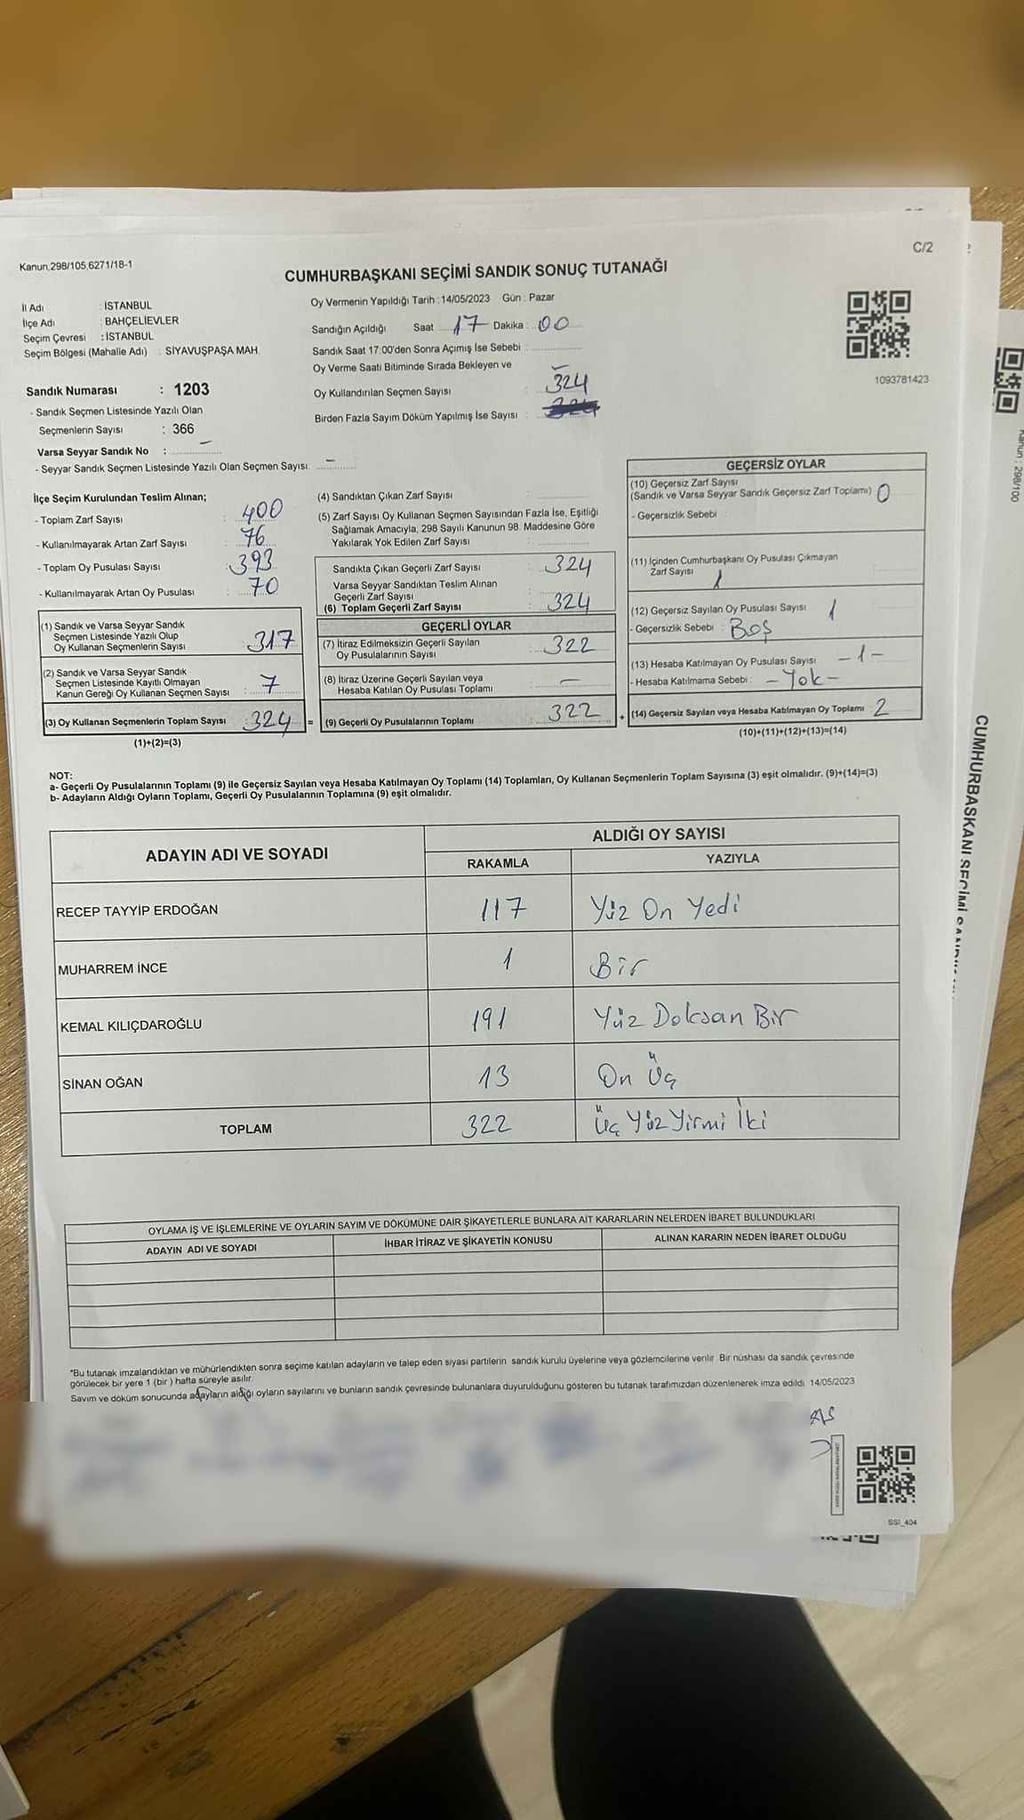 C/2
Kanun.298/105,6271/18-1
CUMHURBAŞKANI SEÇİMİ SANDIK SONUÇ TUTANAĞI
İl Adı : İSTANBUL
İlçe Adı : BAHÇELİEVLER
Seçim Çevresi : İSTANBUL
Seçim Bölgesi (Mahalle Adı) : SİYAVUŞPAŞA MAH.
Oy Vermenin Yapıldığı Tarih : 14/05/2023 Gün : Pazar
Sandığın Açıldığı Saat 17 Dakika : 00
Sandık Saat 17.00'den Sonra Açımış İse Sebebi :
Oy Verme Saati Bitiminde Sırada Bekleyen ve
Oy Kullandırılan Seçmen Sayısı : 324
Birden Fazla Sayım Döküm Yapılmış İse Sayısı :
1093781423
Sandık Numarası : 1203
- Sandık Seçmen Listesinde Yazılı Olan
Seçmenlerin Sayısı : 366
Varsa Seyyar Sandık No : –
- Seyyar Sandık Seçmen Listesinde Yazılı Olan Seçmen Sayısı : –
İlçe Seçim Kurulundan Teslim Alınan;
- Toplam Zarf Sayısı : 400
- Kullanılmayarak Artan Zarf Sayısı : 76
- Toplam Oy Pusulası Sayısı : 393
- Kullanılmayarak Artan Oy Pusulası : 70
(1) Sandık ve Varsa Seyyar Sandık
Seçmen Listesinde Yazılı Olup
Oy Kullanan Seçmenlerin Sayısı : 317
(2) Sandık ve Varsa Seyyar Sandık
Seçmen Listesinde Kayıtlı Olmayan
Kanun Gereği Oy Kullanan Seçmen Sayısı : 7
(3) Oy Kullanan Seçmenlerin Toplam Sayısı : 324
(1)+(2)=(3)
(4) Sandıktan Çıkan Zarf Sayısı :
(5) Zarf Sayısı Oy Kullanan Seçmen Sayısından Fazla İse, Eşitliği
Sağlamak Amacıyla, 298 Sayılı Kanunun 98. Maddesine Göre
Yakılarak Yok Edilen Zarf Sayısı :
Sandıkta Çıkan Geçerli Zarf Sayısı : 324
Varsa Seyyar Sandıktan Teslim Alınan
Geçerli Zarf Sayısı :
(6) Toplam Geçerli Zarf Sayısı : 324
GEÇERLİ OYLAR
(7) İtiraz Edilmeksizin Geçerli Sayılan
Oy Pusulalarının Sayısı : 322
(8) İtiraz Üzerine Geçerli Sayılan veya
Hesaba Katılan Oy Pusulası Toplamı : –
= (9) Geçerli Oy Pusulalarının Toplamı : 322
GEÇERSİZ OYLAR
(10) Geçersiz Zarf Sayısı
(Sandık ve Varsa Seyyar Sandık Geçersiz Zarf Toplamı) 0
- Geçersizlik Sebebi :
(11) İçinden Cumhurbaşkanı Oy Pusulası Çıkmayan
Zarf Sayısı : 1
(12) Geçersiz Sayılan Oy Pusulası Sayısı : 1
- Geçersizlik Sebebi : Boş
(13) Hesaba Katılmayan Oy Pusulası Sayısı : – 1 –
- Hesaba Katılmama Sebebi : – Yok –
+ (14) Geçersiz Sayılan veya Hesaba Katılmayan Oy Toplamı : 2
(10)+(11)+(12)+(13)=(14)
NOT:
a- Geçerli Oy Pusulalarının Toplamı (9) ile Geçersiz Sayılan veya Hesaba Katılmayan Oy Toplamı (14) Toplamları, Oy Kullanan Seçmenlerin Toplam Sayısına (3) eşit olmalıdır. (9)+(14)=(3)
b- Adayların Aldığı Oyların Toplamı, Geçerli Oy Pusulalarının Toplamına (9) eşit olmalıdır.
ADAYIN ADI VE SOYADI ALDIĞI OY SAYISI
RAKAMLA YAZIYLA
RECEP TAYYİP ERDOĞAN 117 Yüz On Yedi
MUHARREM İNCE 1 Bir
KEMAL KILIÇDAROĞLU 191 Yüz Doksan Bir
SİNAN OĞAN 13 On Üç
TOPLAM 322 Üç Yüz Yirmi İki
OYLAMA İŞ VE İŞLEMLERİNE VE OYLARIN SAYIM VE DÖKÜMÜNE DAİR ŞİKAYETLERLE BUNLARA AİT KARARLARIN NELERDEN İBARET BULUNDUKLARI
ADAYIN ADI VE SOYADI İHBAR İTİRAZ VE ŞİKAYETİN KONUSU ALINAN KARARIN NEDEN İBARET OLDUĞU
"Bu tutanak imzalandıktan ve mühürlendikten sonra seçime katılan adayların ve talep eden siyasi partilerin sandık kurulu üyelerine veya gözlemcilerine verilir. Bir nüshası da sandık çevresinde
görülecek bir yere 1 (bir ) hafta süreyle asılır.
Sayım ve döküm sonucunda adayların aldığı oyların sayılarını ve bunların sandık çevresinde bulunanlara duyurulduğunu gösteren bu tutanak tarafımızdan düzenlenerek imza edildi. 14/05/2023
SSI_404
Kanun : 298/100
CUMHURBAŞKANI SEÇİMİ